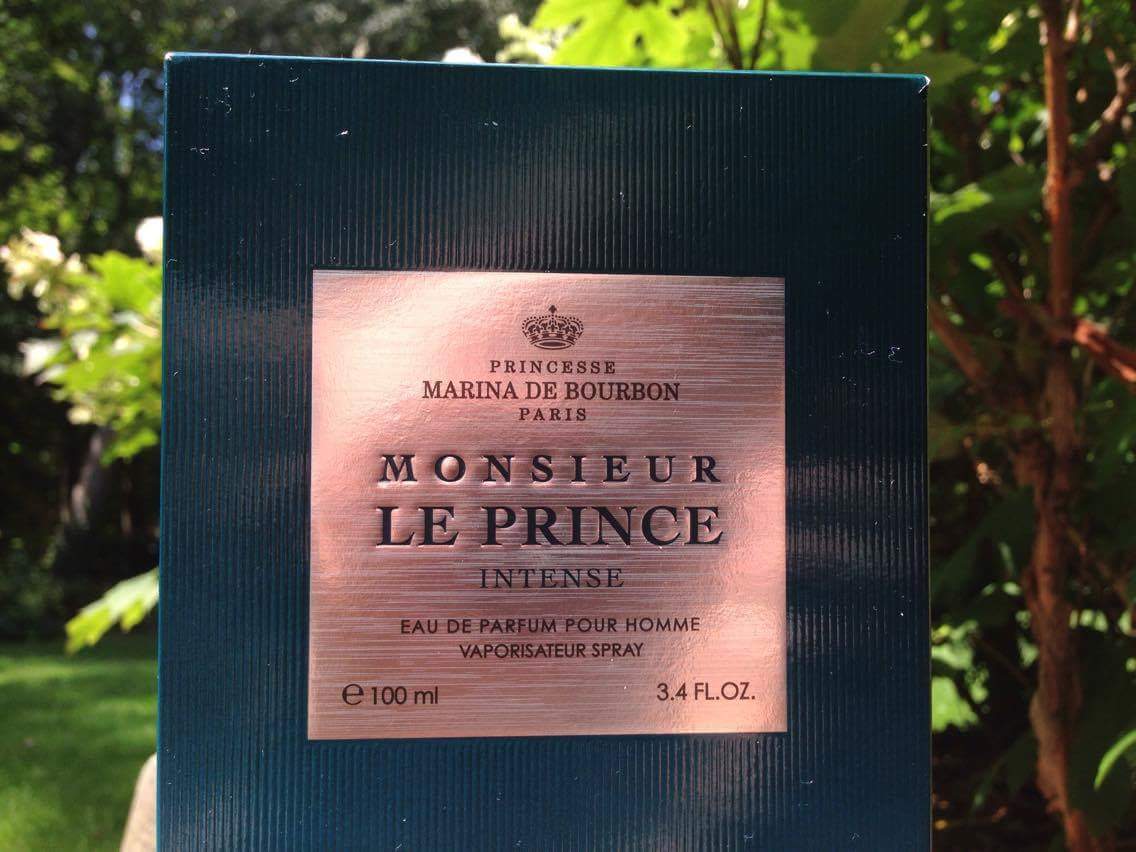 PRINCESSE
MARINA DE BOURBON
PARIS
MONSIEUR
LE PRINCE
INTENSE
EAU DE PARFUM POUR HOMME
VAPORISATEUR SPRAY
℮ 100 ml 3.4 FL.OZ.